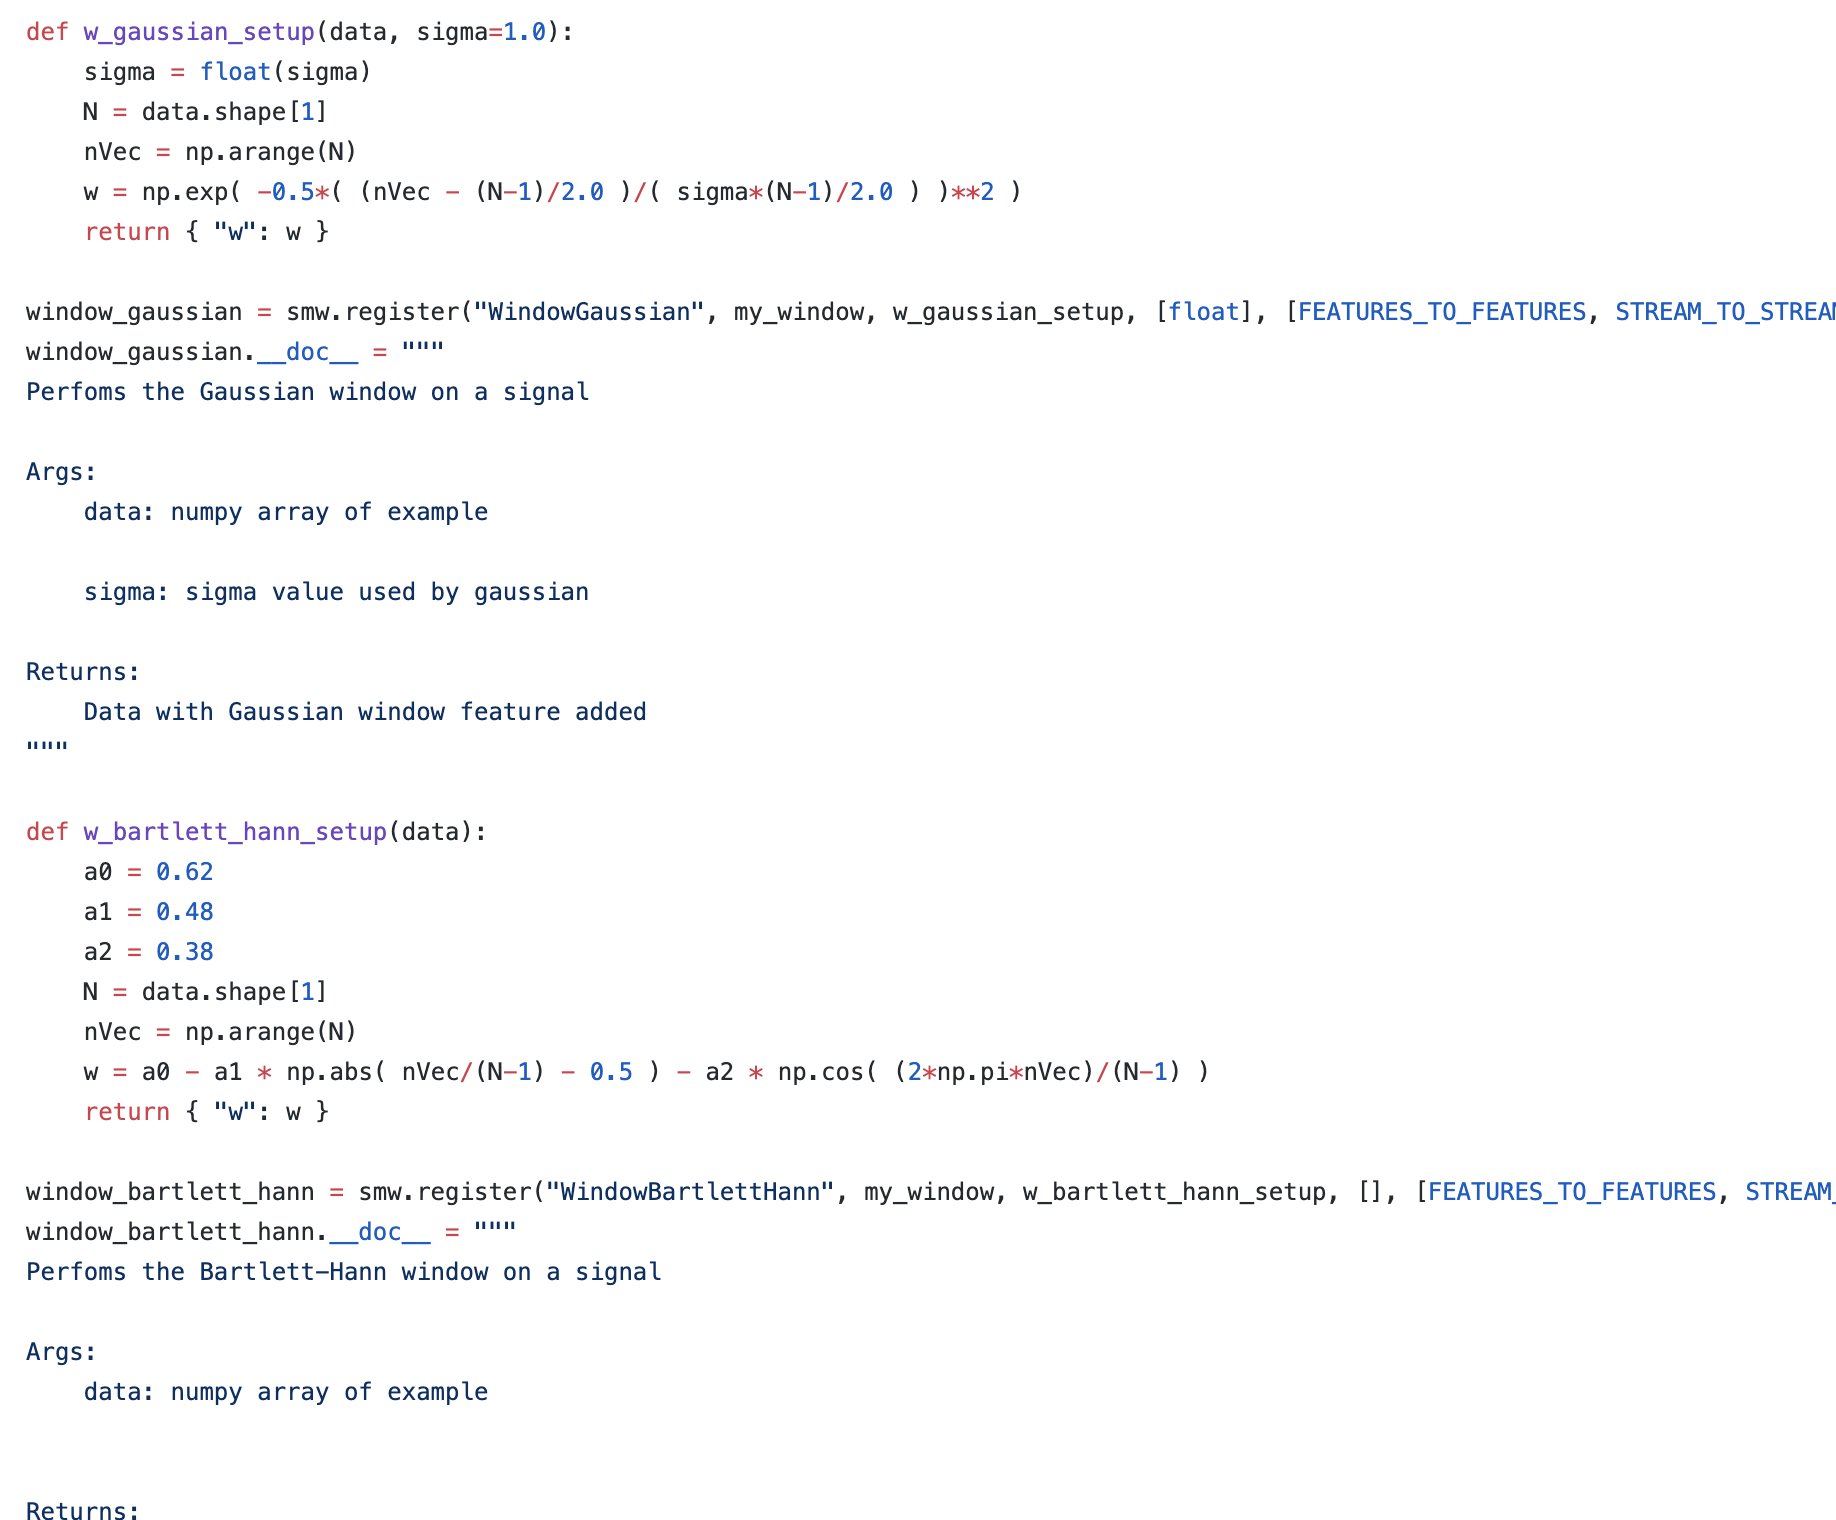 def w_gaussian_setup(data, sigma=1.0):
    sigma = float(sigma)
    N = data.shape[1]
    nVec = np.arange(N)
    w = np.exp( -0.5*( (nVec - (N-1)/2.0 )/( sigma*(N-1)/2.0 ) )**2 )
    return { "w": w }

window_gaussian = smw.register("WindowGaussian", my_window, w_gaussian_setup, [float], [FEATURES_TO_FEATURES, STREAM_TO_STREAM
window_gaussian.__doc__ = """
Perfoms the Gaussian window on a signal

Args:
    data: numpy array of example

    sigma: sigma value used by gaussian

Returns:
    Data with Gaussian window feature added
"""

def w_bartlett_hann_setup(data):
    a0 = 0.62
    a1 = 0.48
    a2 = 0.38
    N = data.shape[1]
    nVec = np.arange(N)
    w = a0 - a1 * np.abs( nVec/(N-1) - 0.5 ) - a2 * np.cos( (2*np.pi*nVec)/(N-1) )
    return { "w": w }

window_bartlett_hann = smw.register("WindowBartlettHann", my_window, w_bartlett_hann_setup, [], [FEATURES_TO_FEATURES, STREAM_
window_bartlett_hann.__doc__ = """
Perfoms the Bartlett-Hann window on a signal

Args:
    data: numpy array of example


Returns: